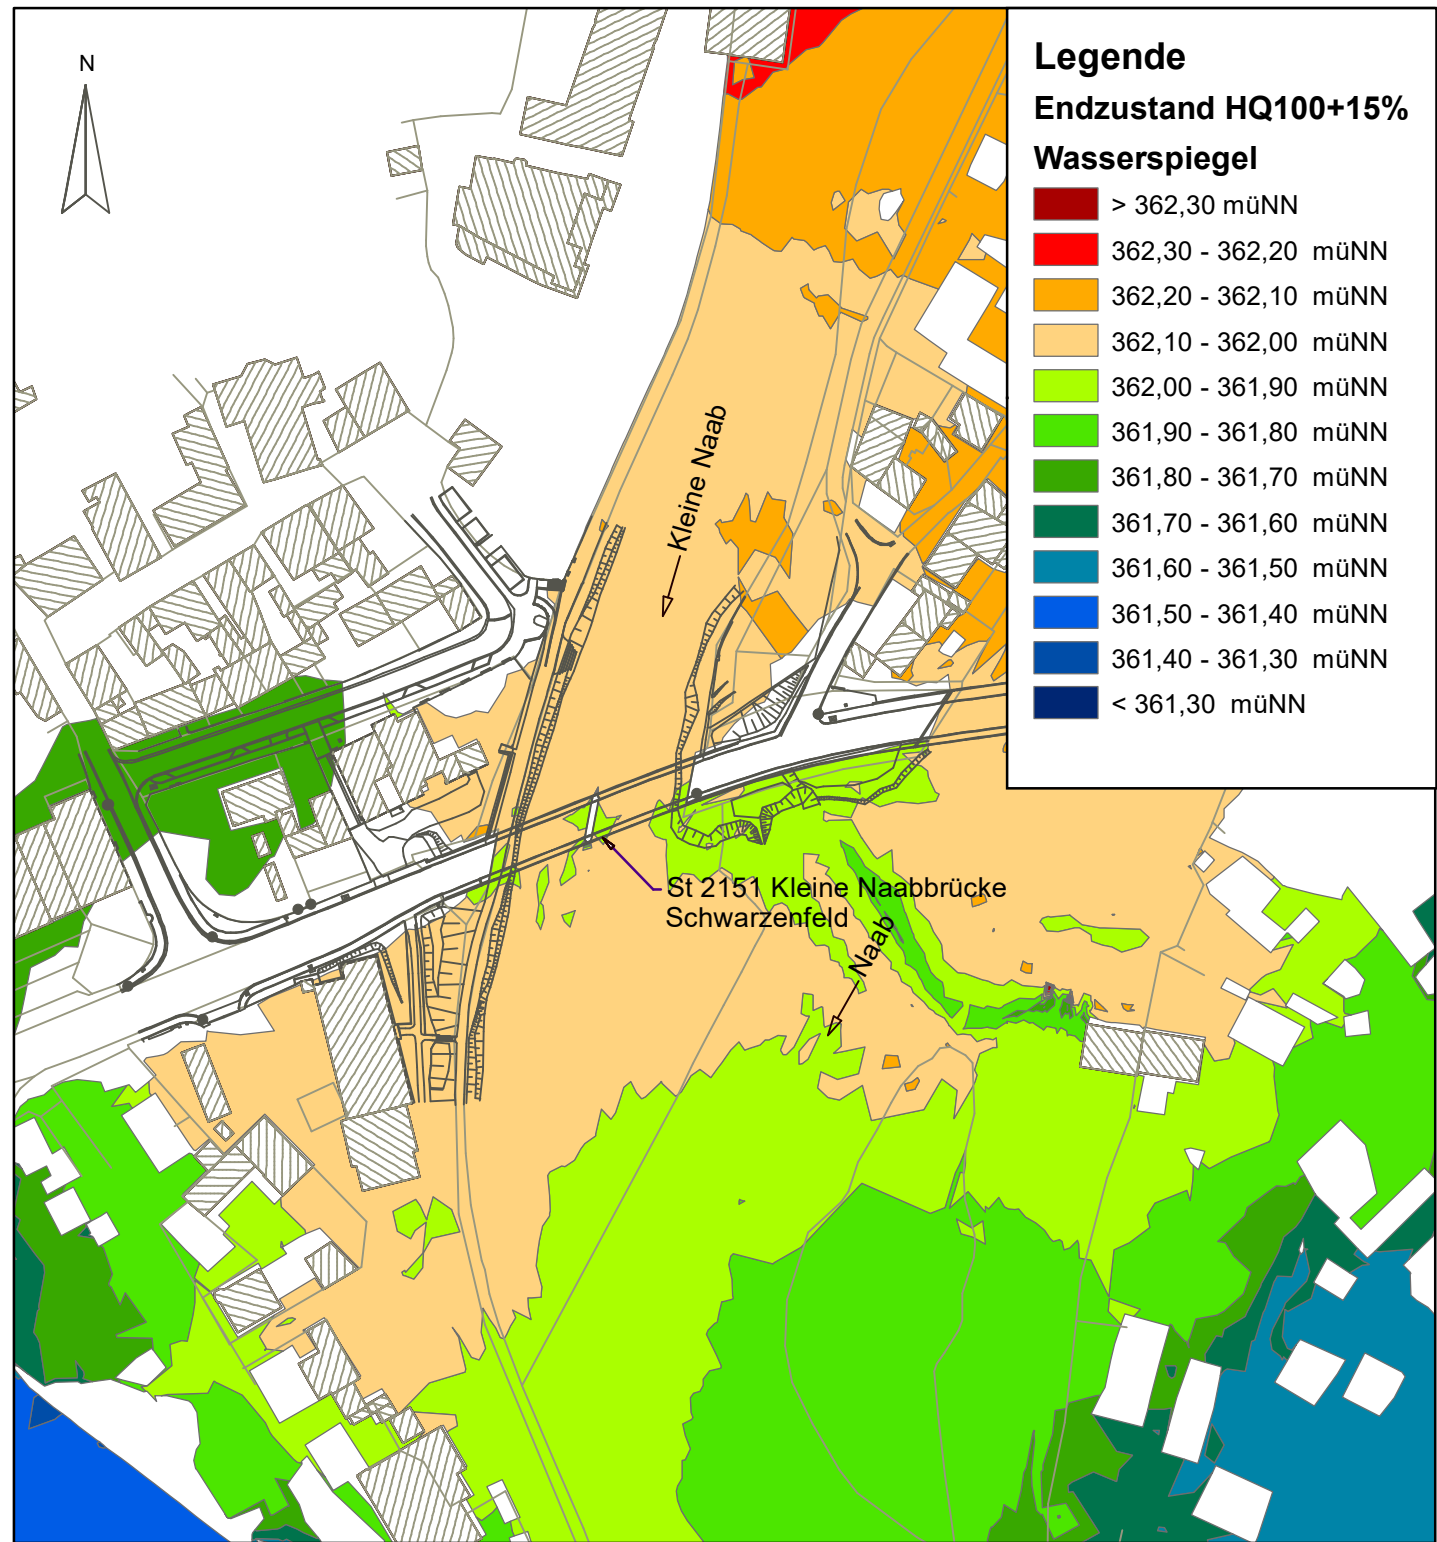 N
Legende
Endzustand HQ100+15%
Wasserspiegel
> 362,30 müNN
362,30 - 362,20 müNN
362,20 - 362,10 müNN
362,10 - 362,00 müNN
362,00 - 361,90 müNN
361,90 - 361,80 müNN
361,80 - 361,70 müNN
361,70 - 361,60 müNN
361,60 - 361,50 müNN
361,50 - 361,40 müNN
361,40 - 361,30 müNN
< 361,30 müNN
Kleine Naab
St 2151 Kleine Naabbrücke
Schwarzenfeld
Naab